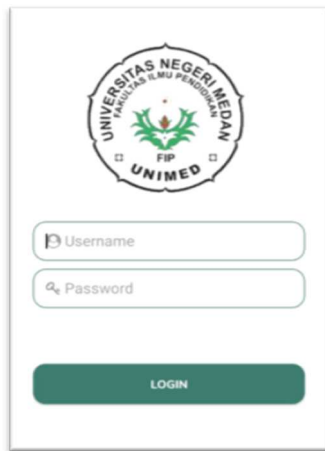 UNIVERSITAS NEGERI MEDAN
FAKULTAS ILMU PENDIDIKAN
FIP
UNIMED
Username
Password
LOGIN